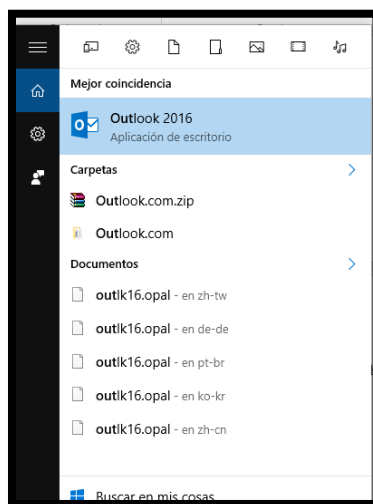 Mejor coincidencia
Outlook 2016
Aplicación de escritorio
Carpetas
Outlook.com.zip
Outlook.com
Documentos
outlk16.opal - en zh-tw
outlk16.opal - en de-de
outlk16.opal - en pt-br
outlk16.opal - en ko-kr
outlk16.opal - en zh-cn
Buscar en mis cosas